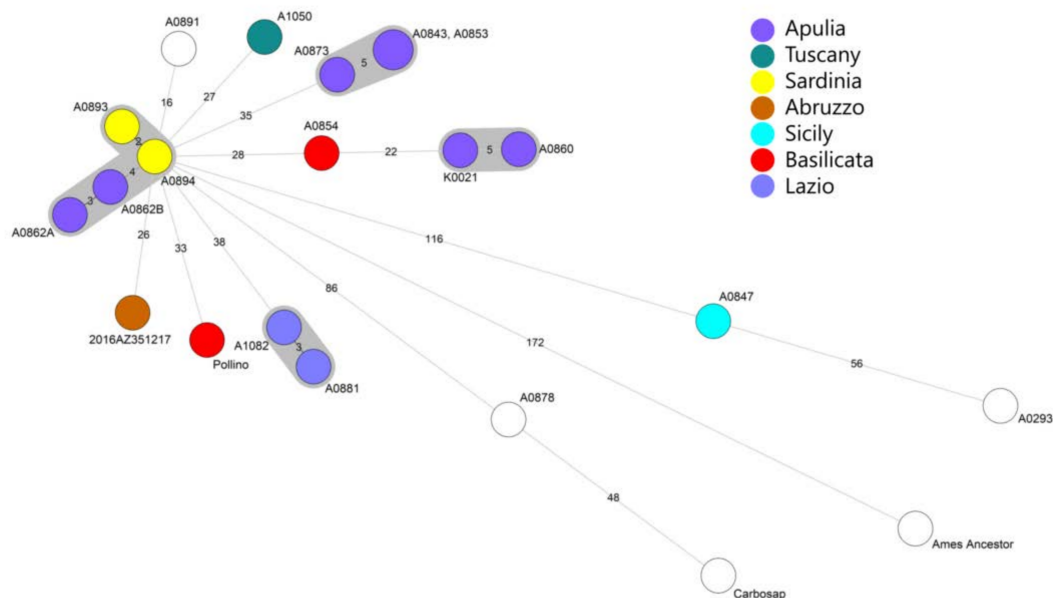 A0891
A1050
A0873
A0843, A0853
5
16
27
35
A0893
2
A0894
4
3
A0862B
A0862A
28
A0854
22
K0021
5
A0860
26
33
38
86
116
172
2016AZ351217
Pollino
A1082
3
A0881
A0847
56
A0293
A0878
48
Carbosap
Ames Ancestor
Apulia
Tuscany
Sardinia
Abruzzo
Sicily
Basilicata
Lazio